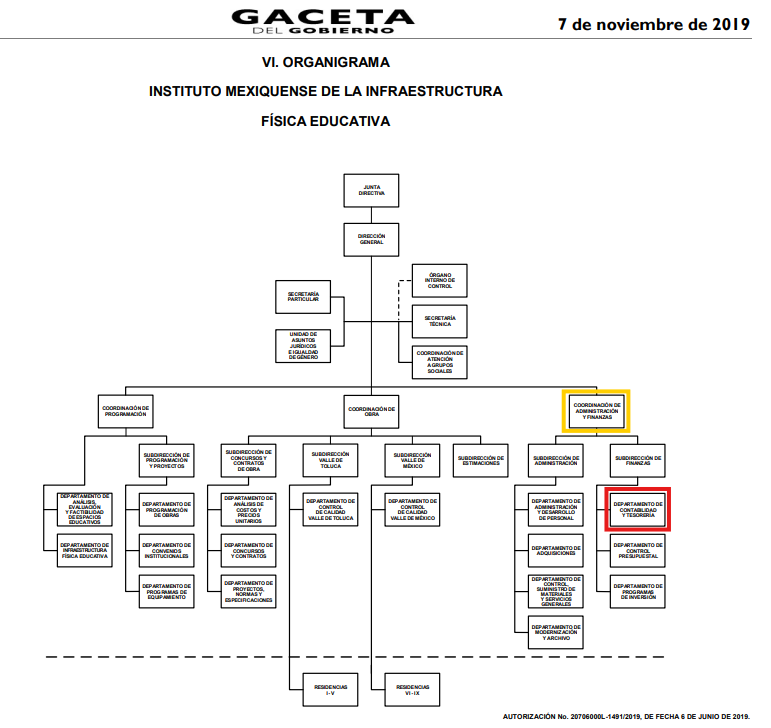 GACETA
DEL GOBIERNO
7 de noviembre de 2019
VI. ORGANIGRAMA
INSTITUTO MEXIQUENSE DE LA INFRAESTRUCTURA
FÍSICA EDUCATIVA
JUNTA
DIRECTIVA
DIRECCIÓN
GENERAL
SECRETARÍA
PARTICULAR
UNIDAD DE
ASUNTOS
JURÍDICOS
E IGUALDAD
DE GÉNERO
ÓRGANO
INTERNO DE
CONTROL
SECRETARÍA
TÉCNICA
COORDINACIÓN DE
ATENCIÓN
A GRUPOS
SOCIALES
COORDINACIÓN DE
PROGRAMACIÓN
COORDINACIÓN DE
OBRA
COORDINACIÓN DE
ADMINISTRACIÓN
Y FINANZAS
SUBDIRECCIÓN DE
PROGRAMACIÓN
Y PROYECTOS
SUBDIRECCIÓN DE
CONCURSOS Y
CONTRATOS
DE OBRA
SUBDIRECCIÓN
VALLE DE
TOLUCA
SUBDIRECCIÓN
VALLE DE
MÉXICO
SUBDIRECCIÓN
DE ESTIMACIONES
SUBDIRECCIÓN DE
ADMINISTRACIÓN
SUBDIRECCIÓN DE
FINANZAS
DEPARTAMENTO DE
ANÁLISIS,
EVALUACIÓN
Y FACTIBILIDAD
DE ESPACIOS
EDUCATIVOS
DEPARTAMENTO DE
PROGRAMACIÓN
DE OBRAS
DEPARTAMENTO DE
ANÁLISIS DE
COSTOS Y
PRECIOS
UNITARIOS
DEPARTAMENTO DE
CONTROL
DE CALIDAD
VALLE DE TOLUCA
DEPARTAMENTO DE
CONTROL
DE CALIDAD
VALLE DE MÉXICO
DEPARTAMENTO DE
ADMINISTRACIÓN
Y DESARROLLO
DE PERSONAL
DEPARTAMENTO DE
CONTABILIDAD
Y TESORERÍA
DEPARTAMENTO DE
INFRAESTRUCTURA
FÍSICA EDUCATIVA
DEPARTAMENTO DE
CONVENIOS
INSTITUCIONALES
DEPARTAMENTO DE
CONCURSOS
Y CONTRATOS
DEPARTAMENTO DE
ADQUISICIONES
DEPARTAMENTO DE
CONTROL
PRESUPUESTAL
DEPARTAMENTO DE
PROGRAMAS DE
EQUIPAMIENTO
DEPARTAMENTO DE
PROYECTOS,
NORMAS Y
ESPECIFICACIONES
DEPARTAMENTO DE
CONTROL,
SUMINISTRO DE
MATERIALES
Y SERVICIOS
GENERALES
DEPARTAMENTO DE
PROGRAMAS
DE INVERSIÓN
DEPARTAMENTO DE
MODERNIZACIÓN
Y ARCHIVO
RESIDENCIAS
I - V
RESIDENCIAS
VI - IX
AUTORIZACIÓN No. 20706000L-1491/2019, DE FECHA 6 DE JUNIO DE 2019.